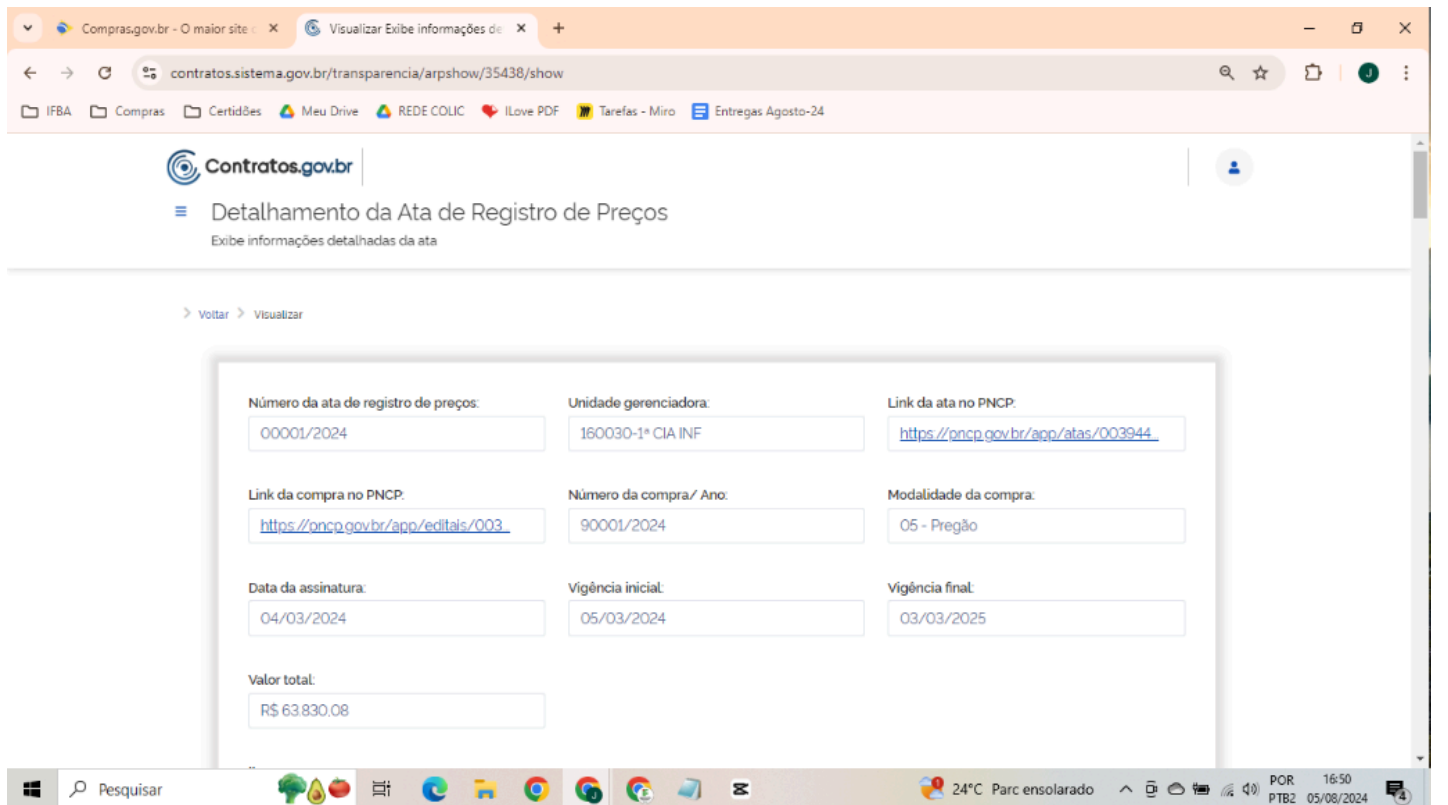 Compras.gov.br - O maior site
Visualizar Exibe informações de
contratos.sistema.gov.br/transparencia/arpshow/35438/show
J
IFBA Compras Certidões Meu Drive REDE COLIC ILove PDF Tarefas - Miro Entregas Agosto-24
Contratos.gov.br
Detalhamento da Ata de Registro de Preços
Exibe informações detalhadas da ata
> Voltar > Visualizar
Número da ata de registro de preços: Unidade gerenciadora: Link da ata no PNCP:
00001/2024 160030-1ª CIA INF https://pncp.gov.br/app/atas/003944...
Link da compra no PNCP: Número da compra/ Ano: Modalidade da compra:
https://pncp.gov.br/app/editais/003... 90001/2024 05 - Pregão
Data da assinatura: Vigência inicial: Vigência final:
04/03/2024 05/03/2024 03/03/2025
Valor total:
R$ 63.830,08
Pesquisar 24°C Parc ensolarado POR 16:50
PTB2 05/08/2024 4